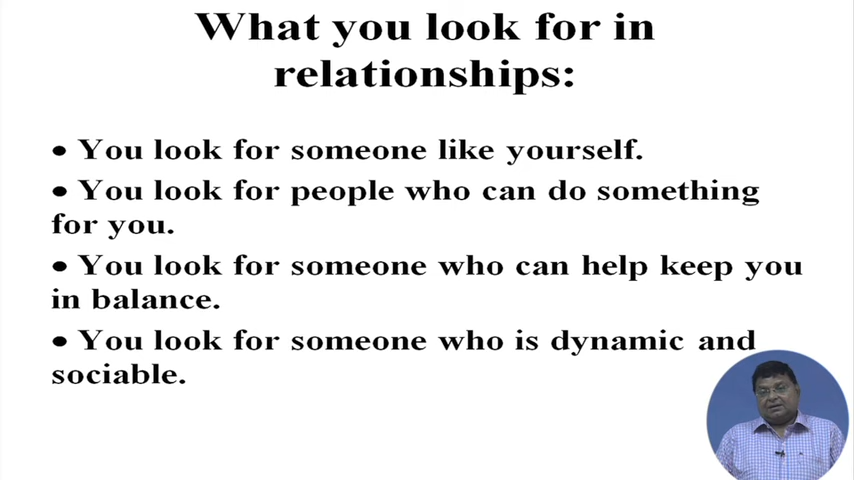 What you look for in
relationships:
• You look for someone like yourself.
• You look for people who can do something
for you.
• You look for someone who can help keep you
in balance.
• You look for someone who is dynamic and
sociable.